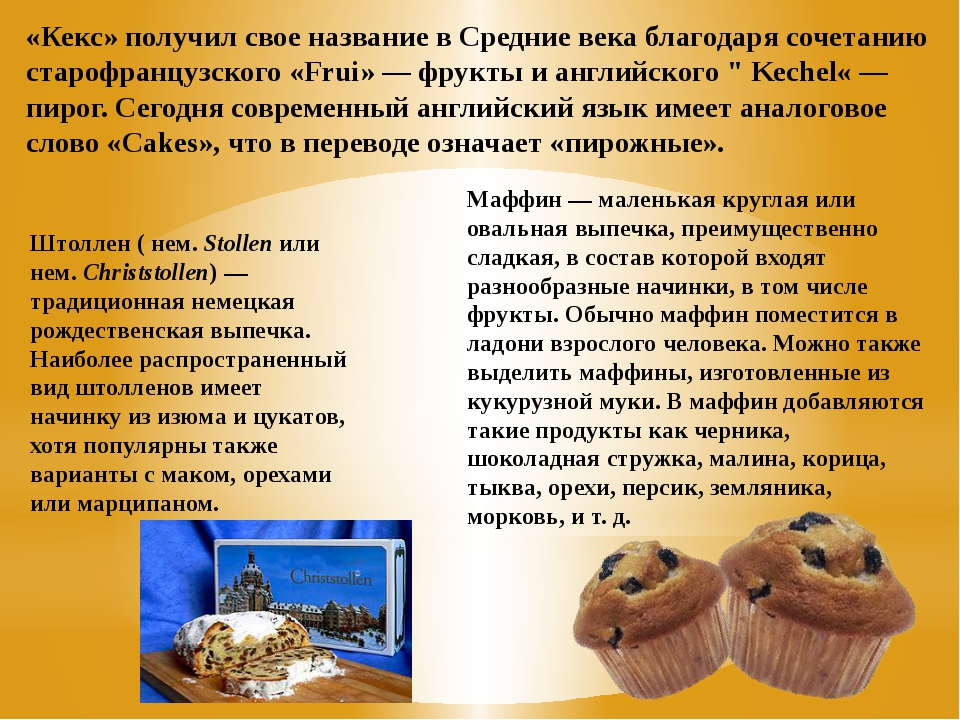 «Кекс» получил свое название в Средние века благодаря сочетанию
старофранцузского «Frui» — фрукты и английского " Kechel« —
пирог. Сегодня современный английский язык имеет аналоговое
слово «Cakes», что в переводе означает «пирожные».
Штоллен ( нем. Stollen или
нем. Christstollen) —
традиционная немецкая
рождественская выпечка.
Наиболее распространенный
вид штолленов имеет
начинку из изюма и цукатов,
хотя популярны также
варианты с маком, орехами
или марципаном.
Маффин — маленькая круглая или
овальная выпечка, преимущественно
сладкая, в состав которой входят
разнообразные начинки, в том числе
фрукты. Обычно маффин поместится в
ладони взрослого человека. Можно также
выделить маффины, изготовленные из
кукурузной муки. В маффин добавляются
такие продукты как черника,
шоколадная стружка, малина, корица,
тыква, орехи, персик, земляника,
морковь, и т. д.
Christstollen